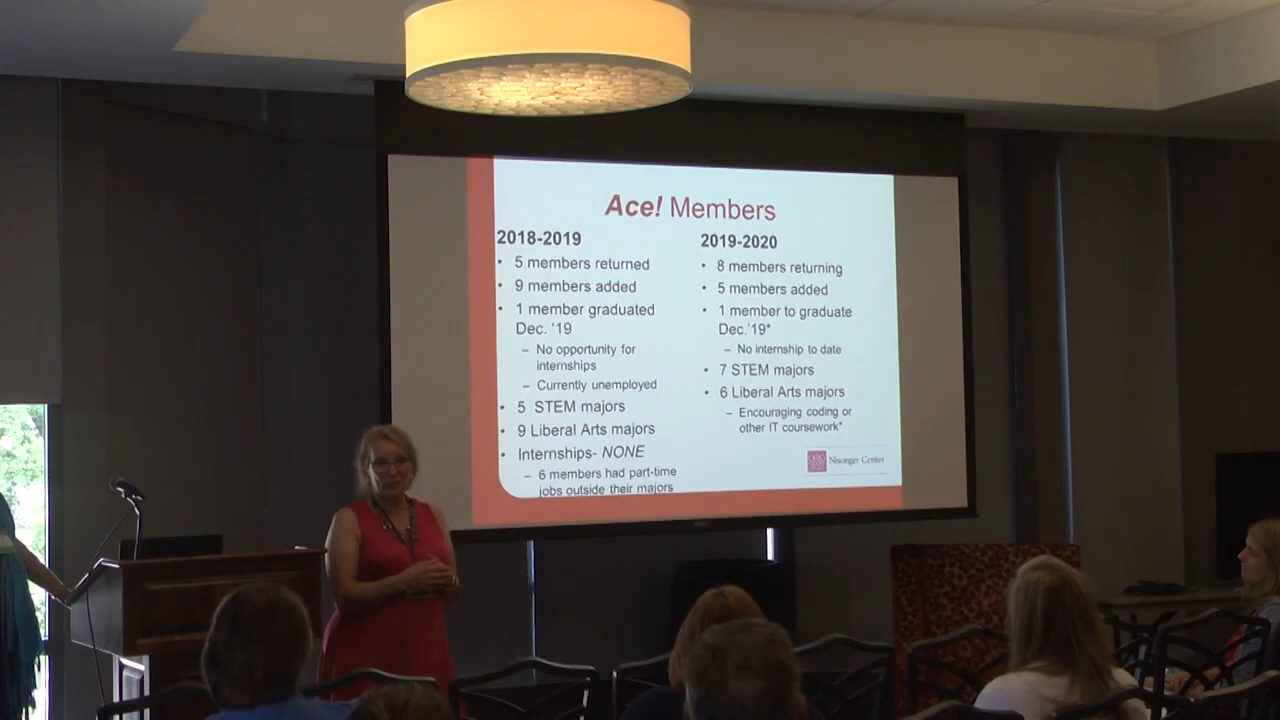 Ace! Members
2018-2019
• 5 members returned
• 9 members added
• 1 member graduated
Dec. '19
– No opportunity for
internships
– Currently unemployed
• 5 STEM majors
• 9 Liberal Arts majors
• Internships- NONE
– 6 members had part-time
jobs outside their majors
2019-2020
• 8 members returning
• 5 members added
• 1 member to graduate
Dec.'19*
– No internship to date
• 7 STEM majors
• 6 Liberal Arts majors
– Encouraging coding or
other IT coursework*
Nisonger Center